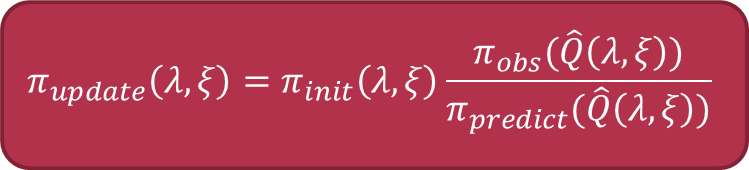 π_update(λ,ξ) = π_init(λ,ξ) π_obs(Q̂(λ,ξ)) / π_predict(Q̂(λ,ξ))